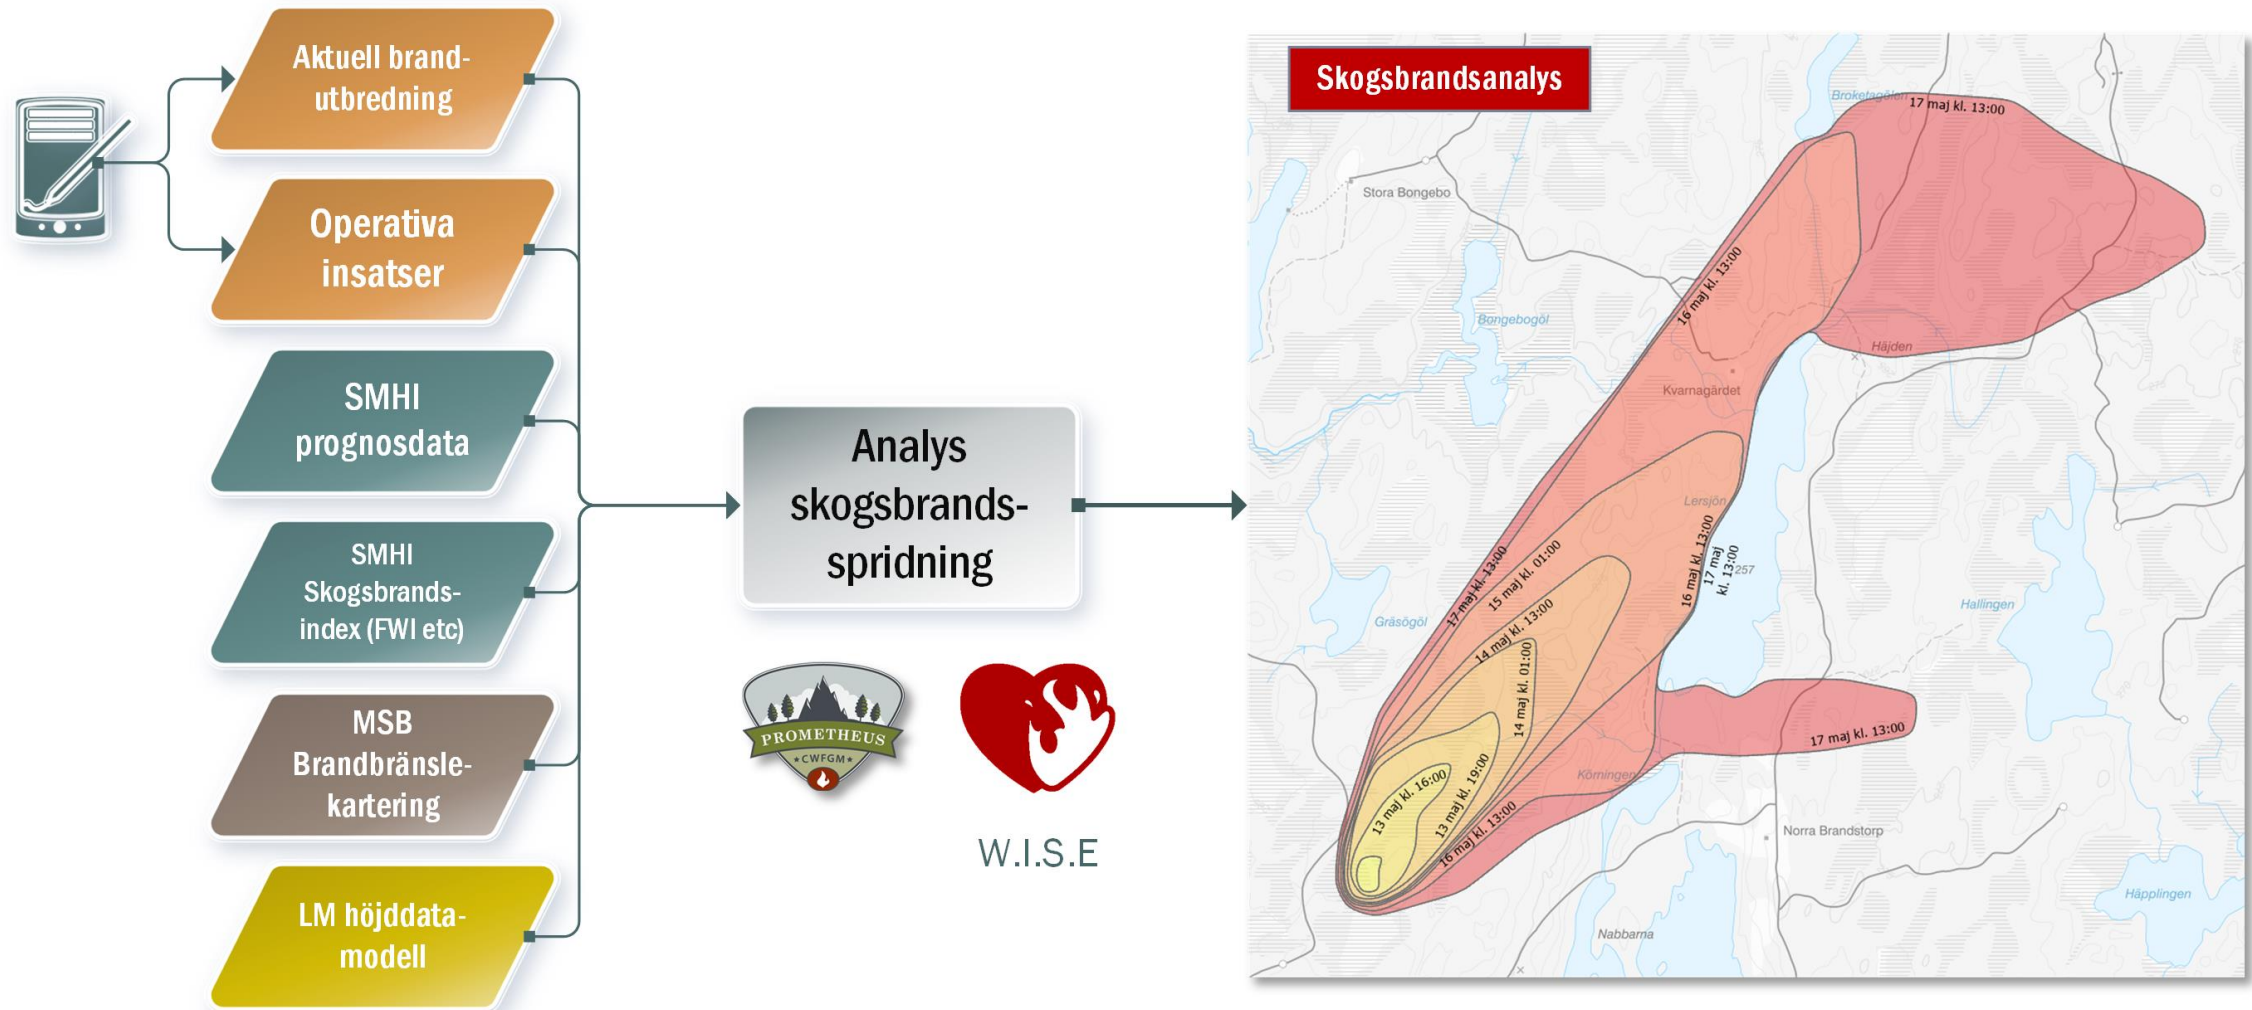 Aktuell brand-
utbredning
Operativa
insatser
SMHI
prognosdata
SMHI
Skogsbrands-
index (FWI etc)
MSB
Brandbränsle-
kartering
LM höjddata-
modell
Analys
skogsbrands-
spridning
PROMETHEUS
★CWFGM★
W.I.S.E
Skogsbrandsanalys
Broketagölen
17 maj kl. 13:00
Stora Bongebo
16 maj kl. 13:00
Bongebogöl
Häjden
Kvarnagärdet
Lersjön
17 maj kl. 13:00
15 maj kl. 01:00
16 maj kl. 13:00
17 maj
kl. 13:00
257
14 maj kl. 13:00
Hallingen
Gräsögöl
14 maj kl. 01:00
17 maj kl. 13:00
Körningen
13 maj kl. 16:00
13 maj kl. 19:00
16 maj kl. 13:00
Norra Brandstorp
Häpplingen
Nabbarna